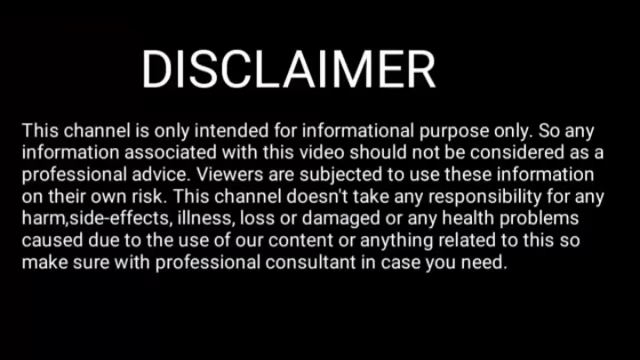 DISCLAIMER
This channel is only intended for informational purpose only. So any
information associated with this video should not be considered as a
professional advice. Viewers are subjected to use these information
on their own risk. This channel doesn't take any responsibility for any
harm,side-effects, illness, loss or damaged or any health problems
caused due to the use of our content or anything related to this so
make sure with professional consultant in case you need.